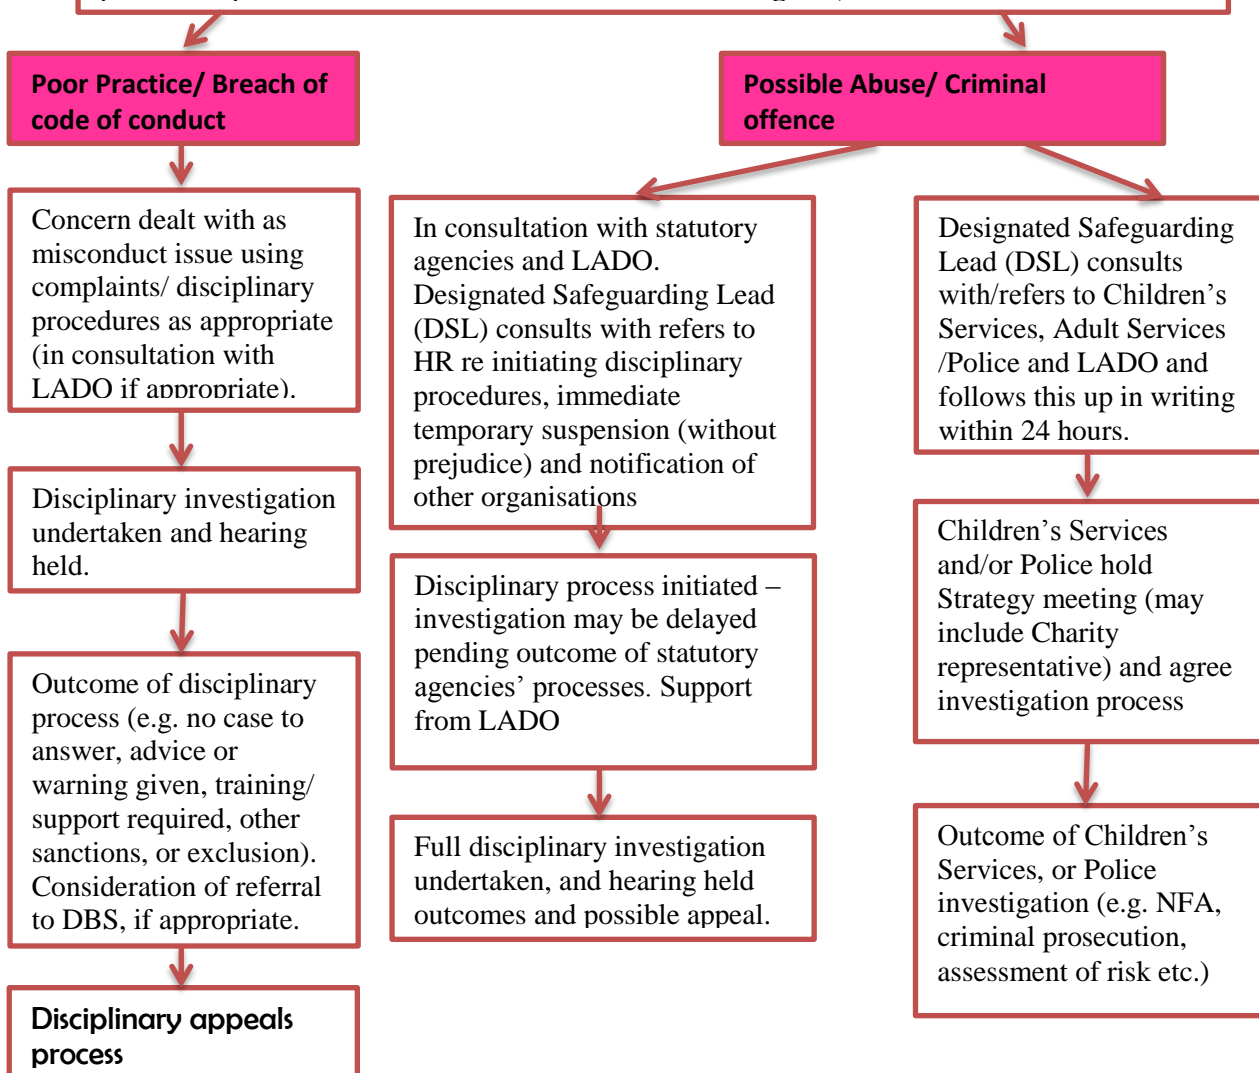 Poor Practice/ Breach of
code of conduct
Possible Abuse/ Criminal
offence
Concern dealt with as
misconduct issue using
complaints/ disciplinary
procedures as appropriate
(in consultation with
LADO if appropriate).
In consultation with statutory
agencies and LADO.
Designated Safeguarding Lead
(DSL) consults with refers to
HR re initiating disciplinary
procedures, immediate
temporary suspension (without
prejudice) and notification of
other organisations
Designated Safeguarding
Lead (DSL) consults
with/refers to Children’s
Services, Adult Services
/Police and LADO and
follows this up in writing
within 24 hours.
Disciplinary investigation
undertaken and hearing
held.
Disciplinary process initiated –
investigation may be delayed
pending outcome of statutory
agencies’ processes. Support
from LADO
Children’s Services
and/or Police hold
Strategy meeting (may
include Charity
representative) and agree
investigation process
Outcome of disciplinary
process (e.g. no case to
answer, advice or
warning given, training/
support required, other
sanctions, or exclusion).
Consideration of referral
to DBS, if appropriate.
Full disciplinary investigation
undertaken, and hearing held
outcomes and possible appeal.
Outcome of Children’s
Services, or Police
investigation (e.g. NFA,
criminal prosecution,
assessment of risk etc.)
Disciplinary appeals
process